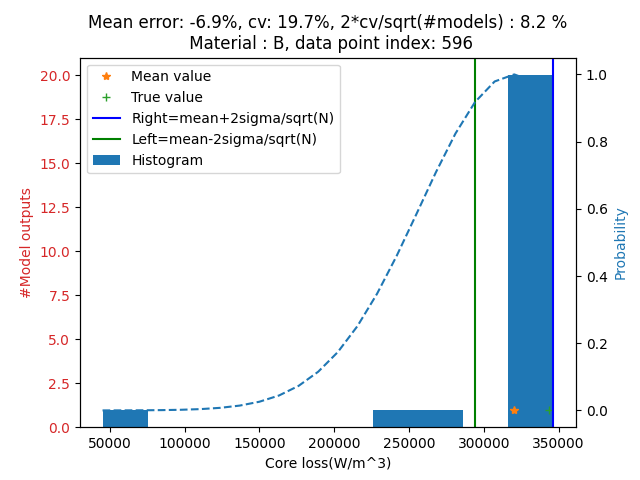 Mean error: -6.9%, cv: 19.7%, 2*cv/sqrt(#models) : 8.2 %
Material : B, data point index: 596
Mean value
True value
Right=mean+2sigma/sqrt(N)
Left=mean-2sigma/sqrt(N)
Histogram
#Model outputs
20.0
17.5
15.0
12.5
10.0
7.5
5.0
2.5
0.0
1.0
0.8
0.6
0.4
0.2
0.0
Probability
50000 100000 150000 200000 250000 300000 350000
Core loss(W/m^3)